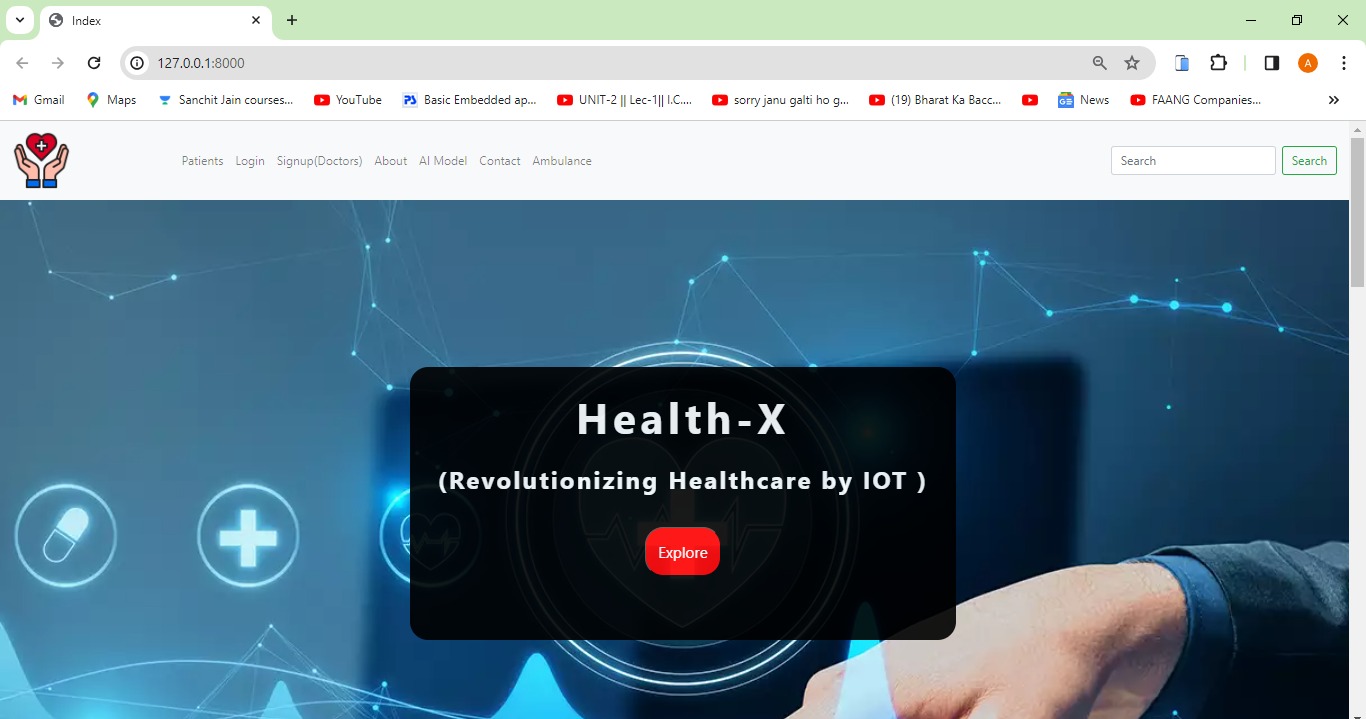 Index
127.0.0.1:8000
Gmail Maps Sanchit Jain courses... YouTube Basic Embedded ap... UNIT-2 || Lec-1|| I.C.... sorry janu galti ho g... (19) Bharat Ka Bacc... News FAANG Companies...
Patients Login Signup(Doctors) About AI Model Contact Ambulance Search Search
Health-X
(Revolutionizing Healthcare by IOT )
Explore